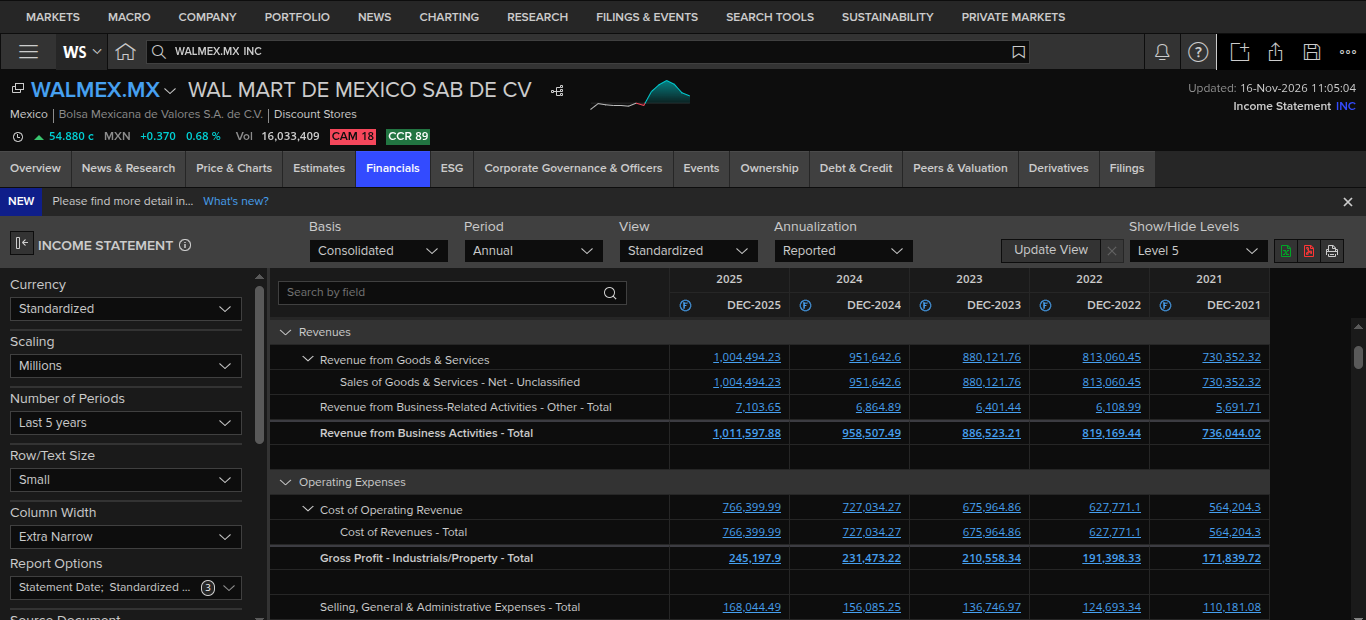 MARKETS MACRO COMPANY PORTFOLIO NEWS CHARTING RESEARCH FILINGS & EVENTS SEARCH TOOLS SUSTAINABILITY PRIVATE MARKETS
WS WALMEX.MX INC
WALMEX.MX WAL MART DE MEXICO SAB DE CV
Updated: 16-Nov-2026 11:05:04
Mexico | Bolsa Mexicana de Valores S.A. de C.V. | Discount Stores
Income Statement INC
54.880 c MXN +0.370 0.68 % Vol 16,033,409 CAM 18 CCR 89
Overview News & Research Price & Charts Estimates Financials ESG Corporate Governance & Officers Events Ownership Debt & Credit Peers & Valuation Derivatives Filings
NEW Please find more detail in... What's new?
Basis Period View Annualization Show/Hide Levels
INCOME STATEMENT
Consolidated Annual Standardized Reported Update View Level 5
Currency
Standardized
Scaling
Millions
Number of Periods
Last 5 years
Row/Text Size
Small
Column Width
Extra Narrow
Report Options
Statement Date; Standardized ... 3
Source Document
Search by field
2025 2024 2023 2022 2021
F DEC-2025 F DEC-2024 F DEC-2023 F DEC-2022 F DEC-2021
Revenues
Revenue from Goods & Services 1,004,494.23 951,642.6 880,121.76 813,060.45 730,352.32
Sales of Goods & Services - Net - Unclassified 1,004,494.23 951,642.6 880,121.76 813,060.45 730,352.32
Revenue from Business-Related Activities - Other - Total 7,103.65 6,864.89 6,401.44 6,108.99 5,691.71
Revenue from Business Activities - Total 1,011,597.88 958,507.49 886,523.21 819,169.44 736,044.02
Operating Expenses
Cost of Operating Revenue 766,399.99 727,034.27 675,964.86 627,771.1 564,204.3
Cost of Revenues - Total 766,399.99 727,034.27 675,964.86 627,771.1 564,204.3
Gross Profit - Industrials/Property - Total 245,197.9 231,473.22 210,558.34 191,398.33 171,839.72
Selling, General & Administrative Expenses - Total 168,044.49 156,085.25 136,746.97 124,693.34 110,181.08